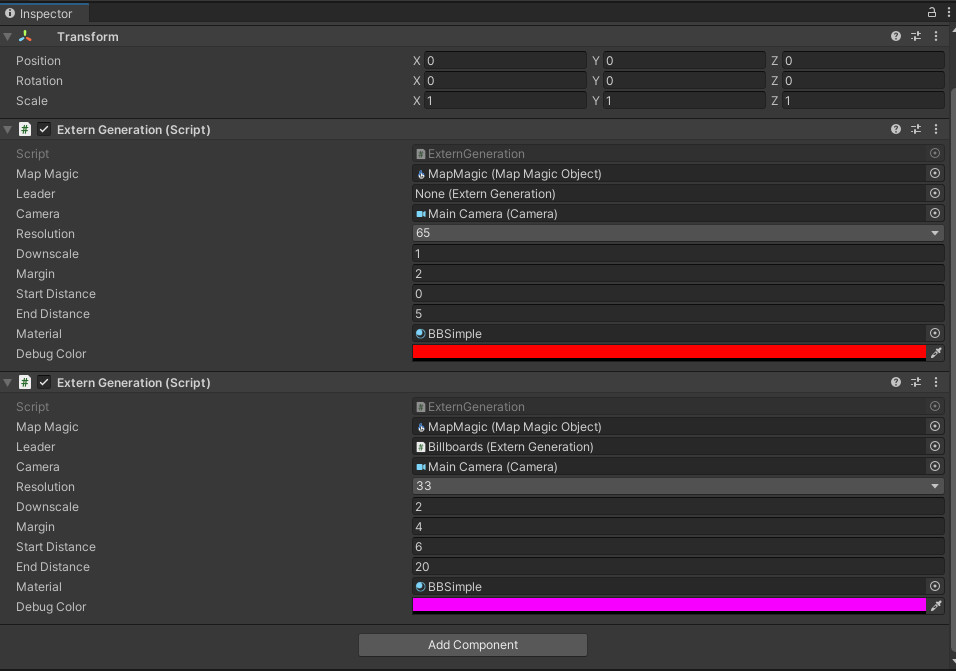 Inspector
Transform
Position X 0 Y 0 Z 0
Rotation X 0 Y 0 Z 0
Scale X 1 Y 1 Z 1
# Extern Generation (Script)
Script # ExternGeneration
Map Magic MapMagic (Map Magic Object)
Leader None (Extern Generation)
Camera Main Camera (Camera)
Resolution 65
Downscale 1
Margin 2
Start Distance 0
End Distance 5
Material BBSimple
Debug Color
# Extern Generation (Script)
Script # ExternGeneration
Map Magic MapMagic (Map Magic Object)
Leader # Billboards (Extern Generation)
Camera Main Camera (Camera)
Resolution 33
Downscale 2
Margin 4
Start Distance 6
End Distance 20
Material BBSimple
Debug Color
Add Component